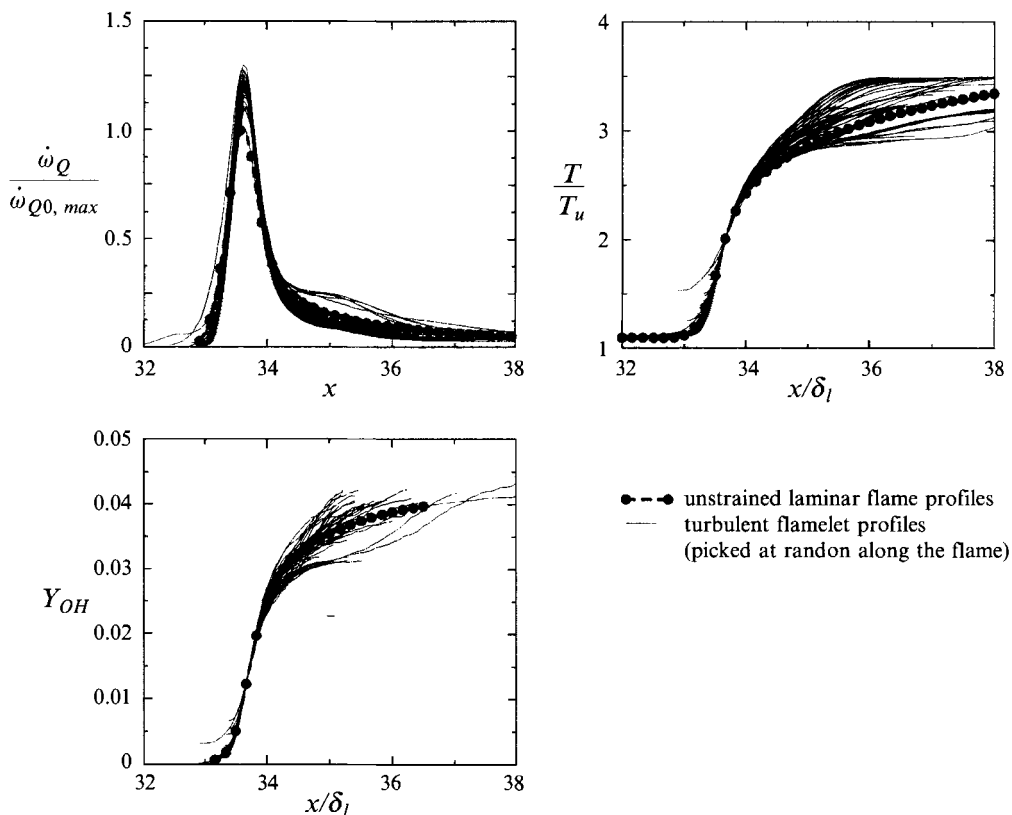 1.5
1.0
0.5
0
ω̇_Q
ω̇_Q0, max
32 34 36 38
x
4
3
2
1
T
T_u
32 34 36 38
x/δ_l
0.05
0.04
0.03
0.02
0.01
0
Y_OH
32 34 36 38
x/δ_l
unstrained laminar flame profiles
turbulent flamelet profiles
(picked at randon along the flame)